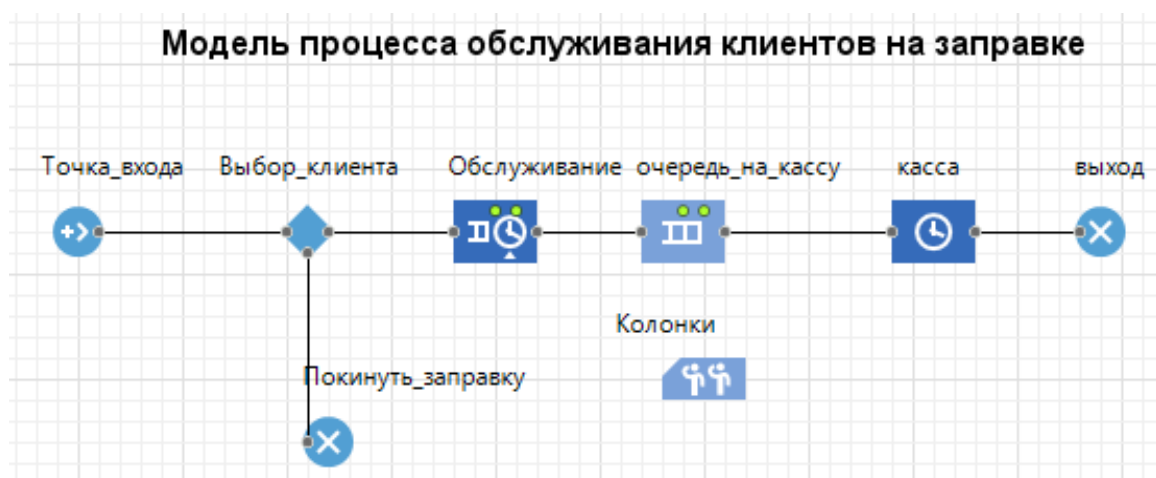 Модель процесса обслуживания клиентов на заправке
Точка_входа Выбор_клиента Обслуживание очередь_на_кассу касса выход
Колонки
Покинуть_заправку